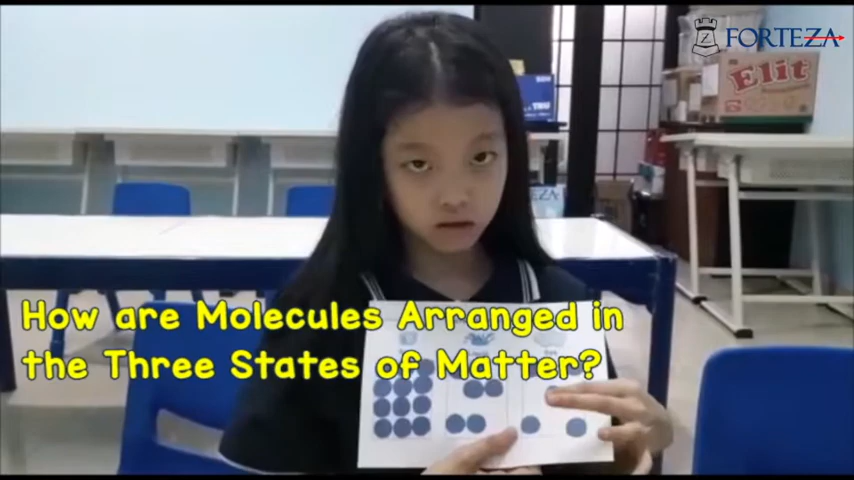 FORTEZA
Elit
How are Molecules Arranged in
the Three States of Matter?